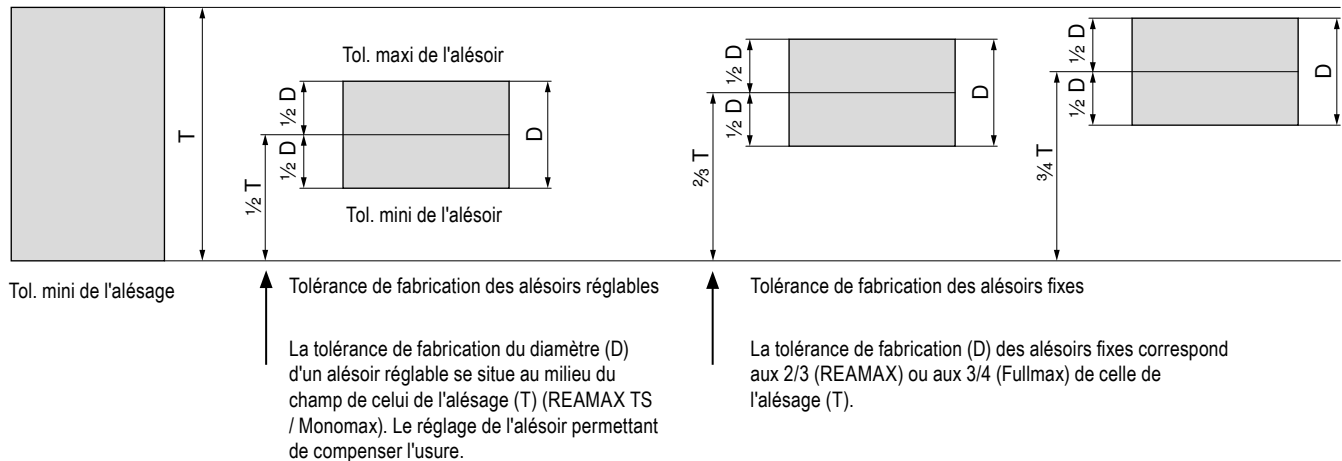 T
½ T
½ D
½ D
Tol. maxi de l'alésoir
Tol. mini de l'alésoir
D
⅔ T
½ D
½ D
D
¾ T
½ D
½ D
D
Tol. mini de l'alésage
Tolérance de fabrication des alésoirs réglables
La tolérance de fabrication du diamètre (D)
d'un alésoir réglable se situe au milieu du
champ de celui de l'alésage (T) (REAMAX TS
/ Monomax). Le réglage de l'alésoir permettant
de compenser l'usure.
Tolérance de fabrication des alésoirs fixes
La tolérance de fabrication (D) des alésoirs fixes correspond
aux 2/3 (REAMAX) ou aux 3/4 (Fullmax) de celle de
l'alésage (T).